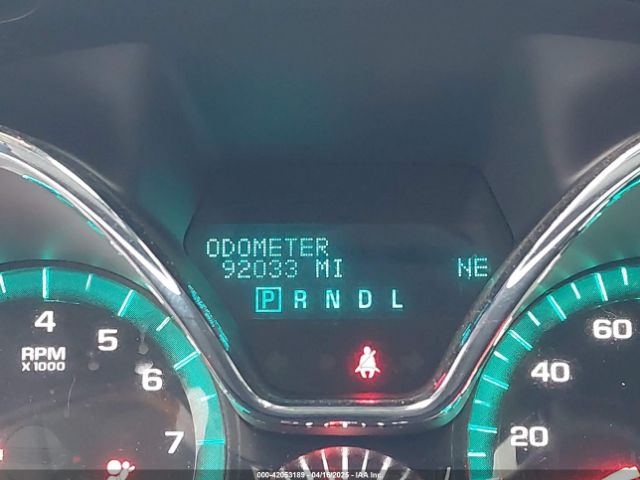 ODOMETER
92033 MI NE
P R N D L
4 5 6 7
RPM
X 1000
60
40
20
000-42053189 - 04/16/2025 - IAA Inc.